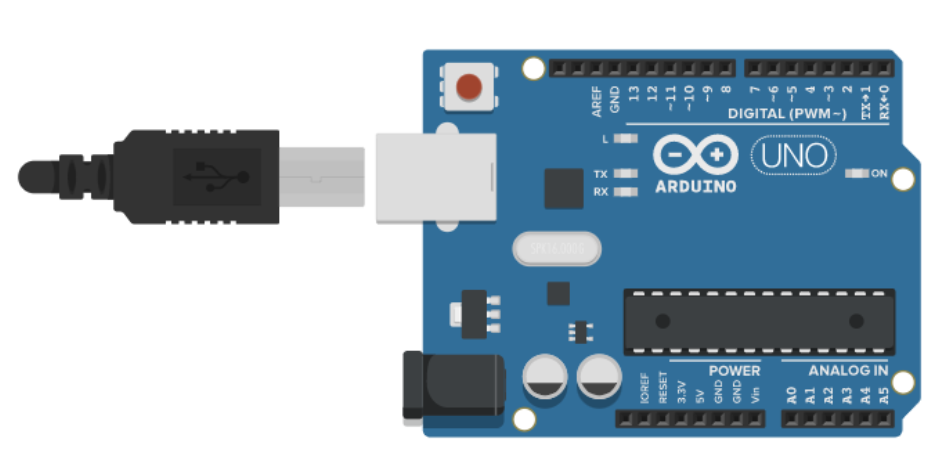 AREF
GND
13
12
~11
~10
~9
8
7
~6
~5
4
~3
2
TX→1
RX←0
DIGITAL (PWM~)
L
TX
RX
ARDUINO
UNO
ON
POWER
ANALOG IN
IOREF
RESET
3.3V
5V
GND
GND
Vin
A0
A1
A2
A3
A4
A5